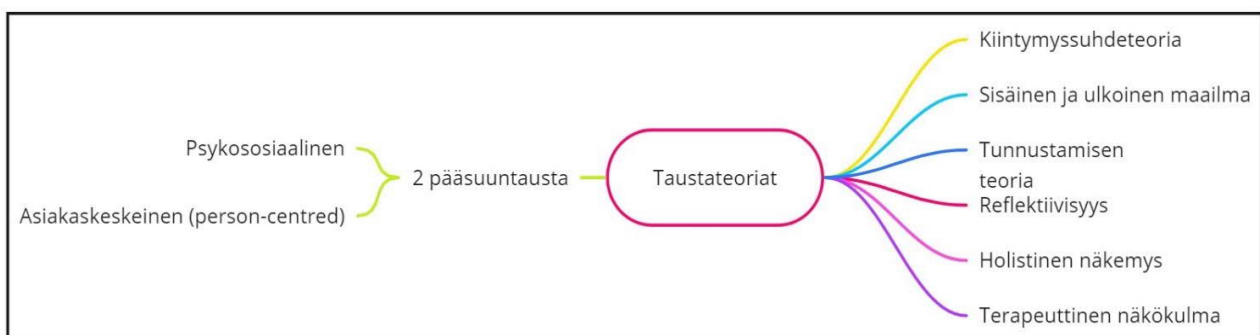 Psykososiaalinen
Asiakaskeskeinen (person-centred)
2 pääsuuntausta
Taustateoriat
Kiintymyssuhdeteoria
Sisäinen ja ulkoinen maailma
Tunnustamisen
teoria
Reflektiivisyys
Holistinen näkemys
Terapeuttinen näkökulma